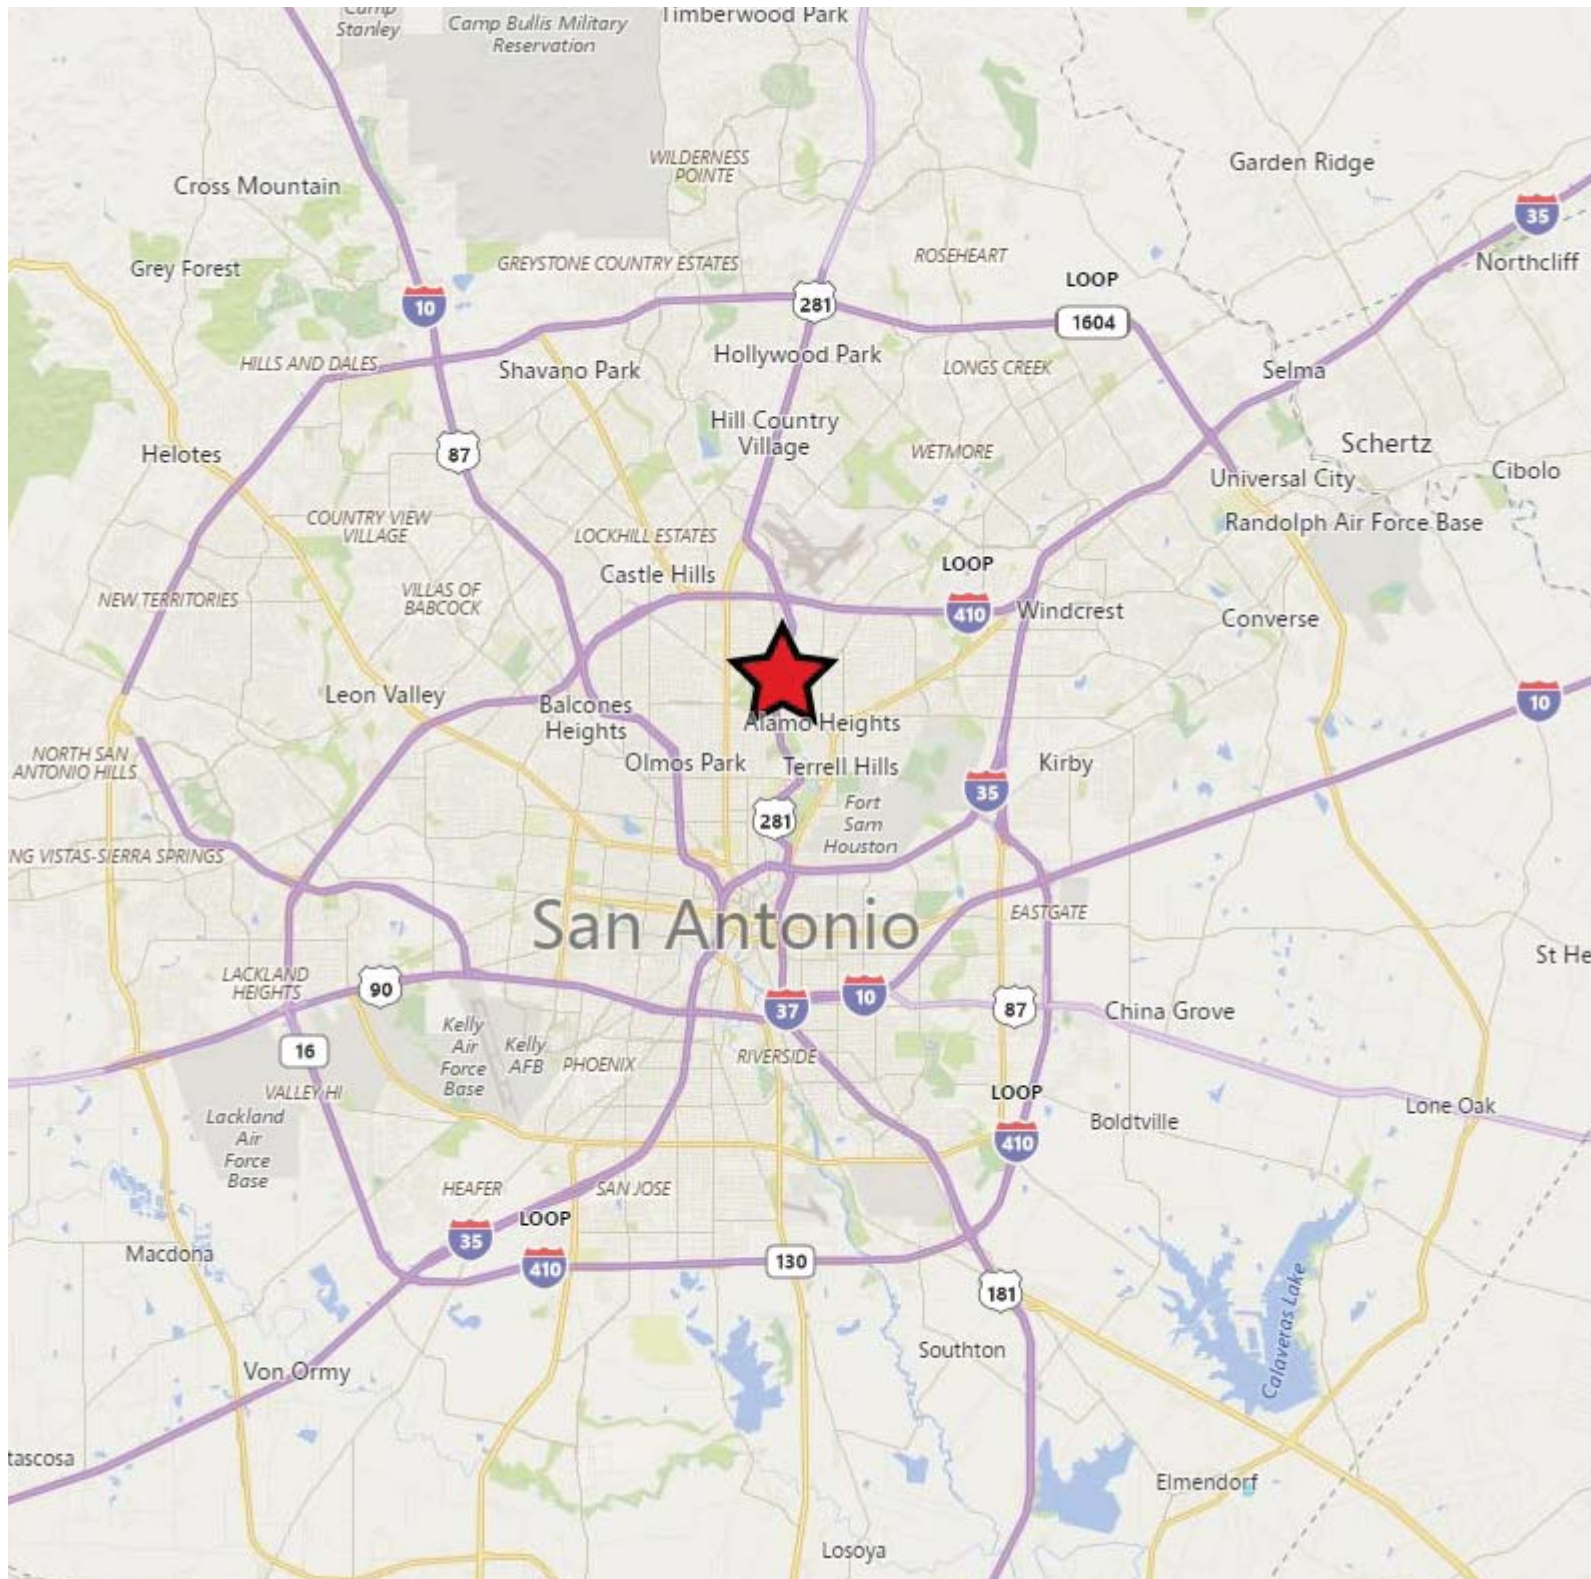 Camp
Stanley
Camp Bullis Military
Reservation
Timberwood Park
WILDERNESS
POINTE
Garden Ridge
Cross Mountain
35
Grey Forest
GREYSTONE COUNTRY ESTATES
ROSEHEART
Northcliff
10
281
LOOP
1604
HILLS AND DALES
Shavano Park
Hollywood Park
LONGS CREEK
Selma
Hill Country
Village
Helotes
87
WETMORE
Schertz
Universal City
Cibolo
COUNTRY VIEW
VILLAGE
LOCKHILL ESTATES
Randolph Air Force Base
Castle Hills
LOOP
410
NEW TERRITORIES
VILLAS OF
BABCOCK
Windcrest
Converse
Leon Valley
Balcones
Heights
Alamo Heights
10
NORTH SAN
ANTONIO HILLS
Olmos Park
Terrell Hills
Kirby
35
281
Fort
Sam
Houston
NG VISTAS-SIERRA SPRINGS
San Antonio
EASTGATE
St He
LACKLAND
HEIGHTS
90
37
10
87
China Grove
16
Kelly
Air
Force
Base
Kelly
AFB
PHOENIX
RIVERSIDE
VALLEY HI
Lackland
Air
Force
Base
LOOP
410
Boldtville
Lone Oak
HEAFER
SAN JOSE
35
LOOP
410
130
Macdona
181
Calaveras Lake
Southton
Von Ormy
tascosa
Elmendorf
Losoya